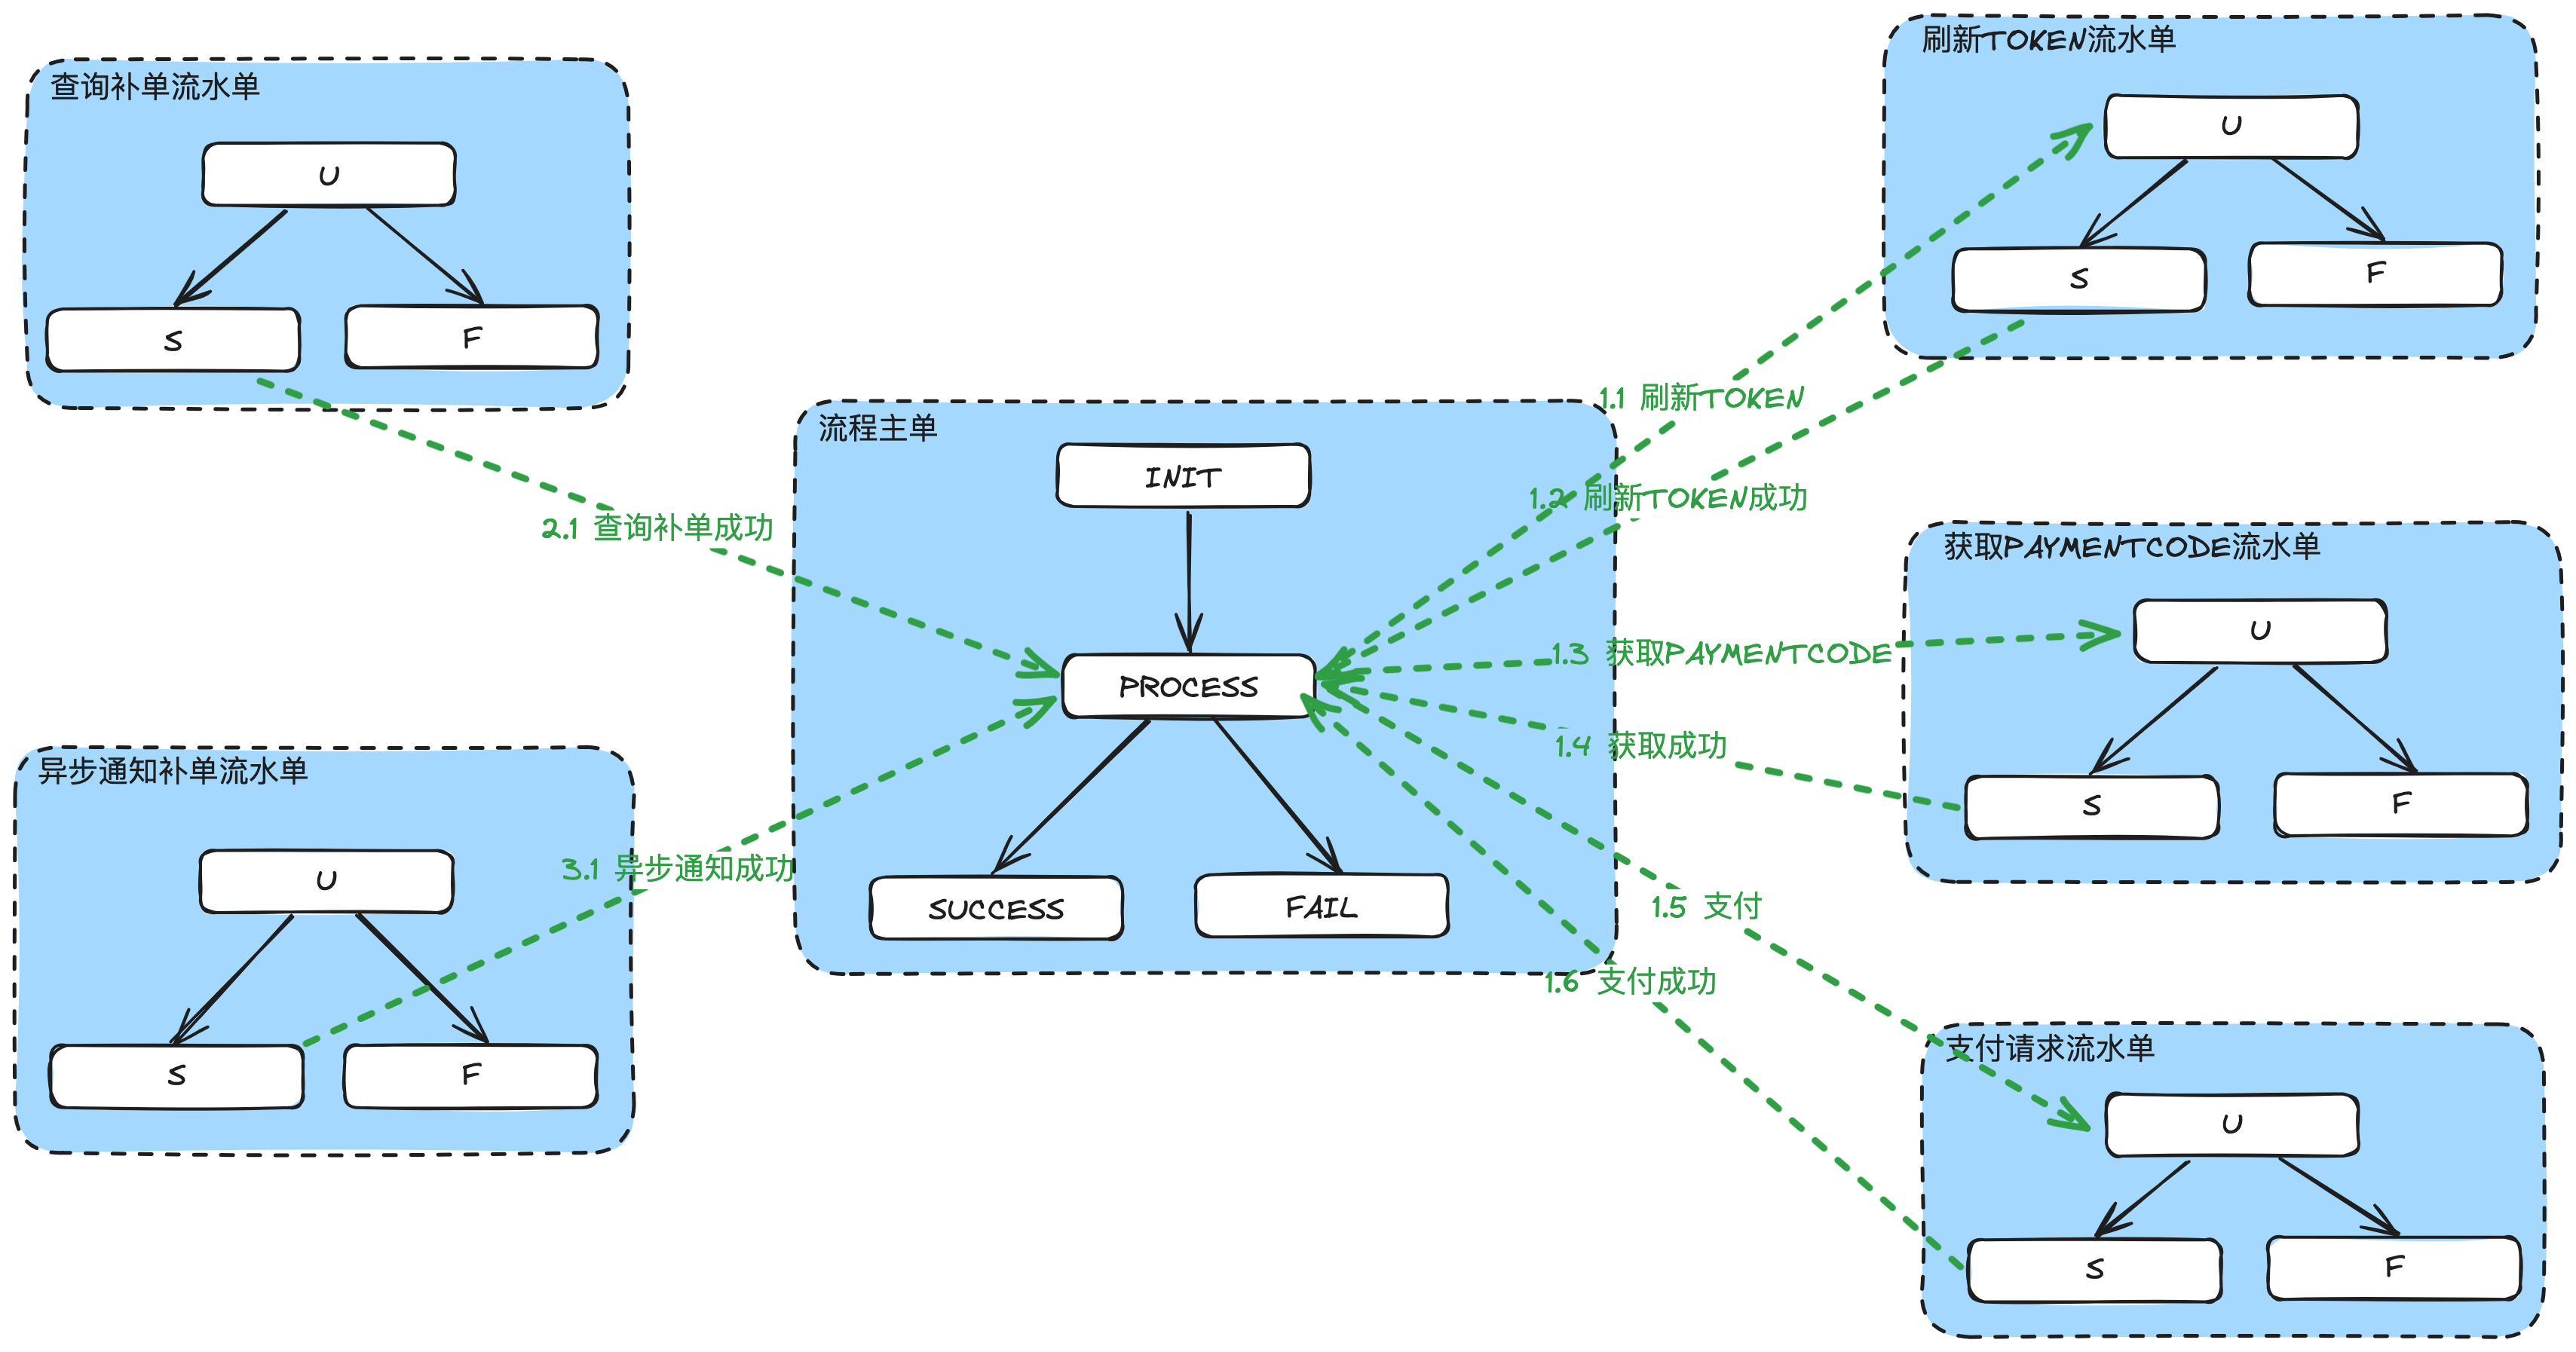 查询补单流水单
U
S
F
异步通知补单流水单
U
S
F
2.1 查询补单成功
3.1 异步通知成功
流程主单
INIT
PROCESS
SUCCESS
FAIL
1.1 刷新TOKEN
1.2 刷新TOKEN成功
1.3 获取PAYMENTCODE
1.4 获取成功
1.5 支付
1.6 支付成功
刷新TOKEN流水单
U
S
F
获取PAYMENTCODE流水单
U
S
F
支付请求流水单
U
S
F